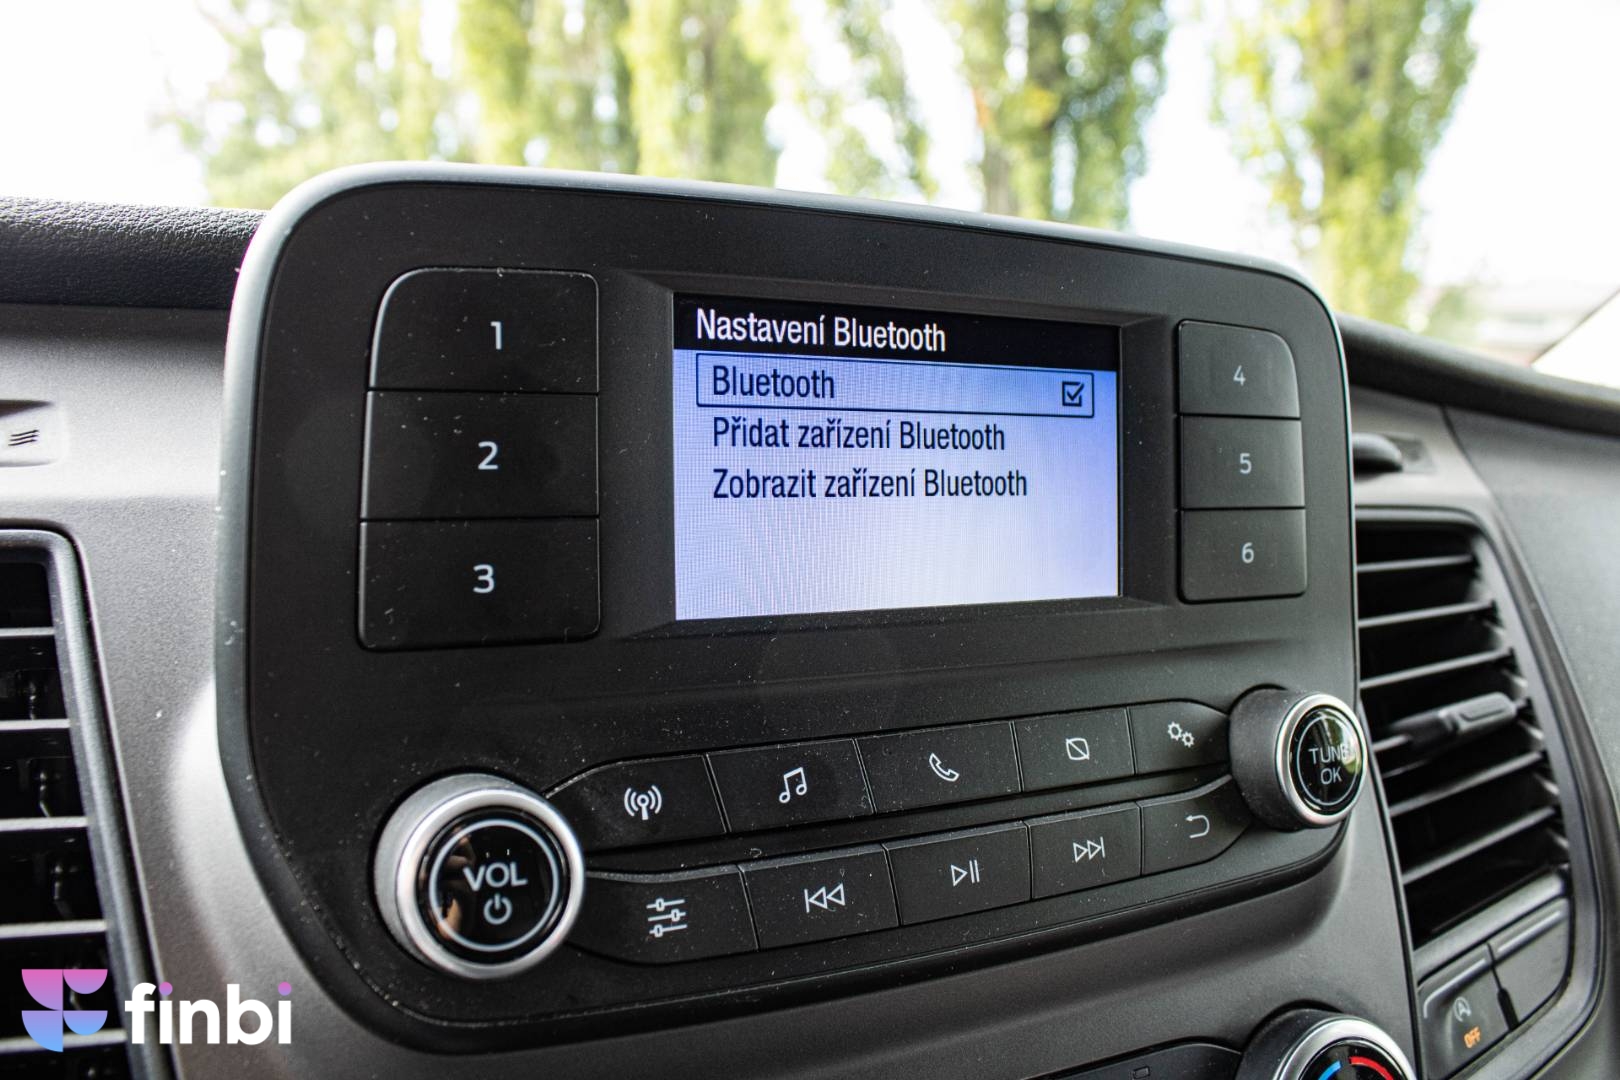 Nastavení Bluetooth
Bluetooth
Přidat zařízení Bluetooth
Zobrazit zařízení Bluetooth
1
2
3
4
5
6
VOL
TUNE
OK
OFF
finbi